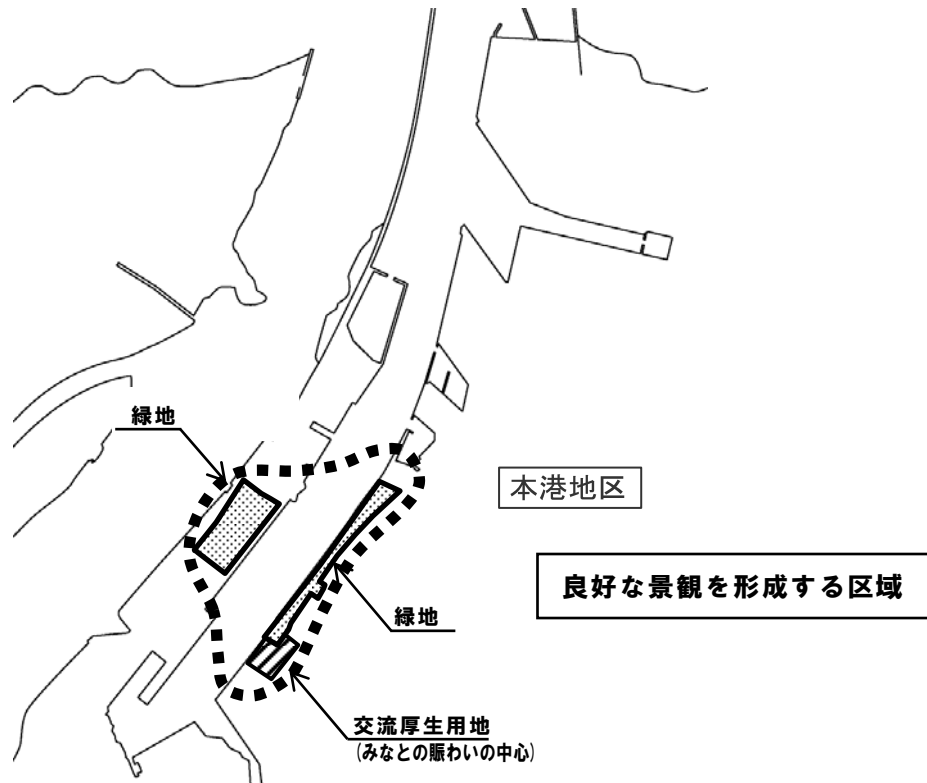 緑地
本港地区
良好な景観を形成する区域
緑地
交流厚生用地
(みなとの賑わいの中心)